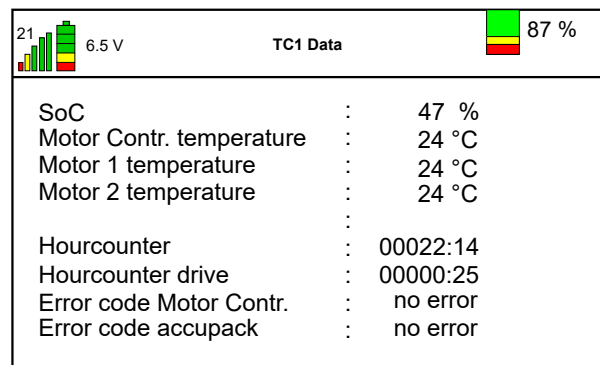 21 6.5 V TC1 Data 87 %
SoC : 47 %
Motor Contr. temperature : 24 °C
Motor 1 temperature : 24 °C
Motor 2 temperature : 24 °C
:
Hourcounter : 00022:14
Hourcounter drive : 00000:25
Error code Motor Contr. : no error
Error code accupack : no error